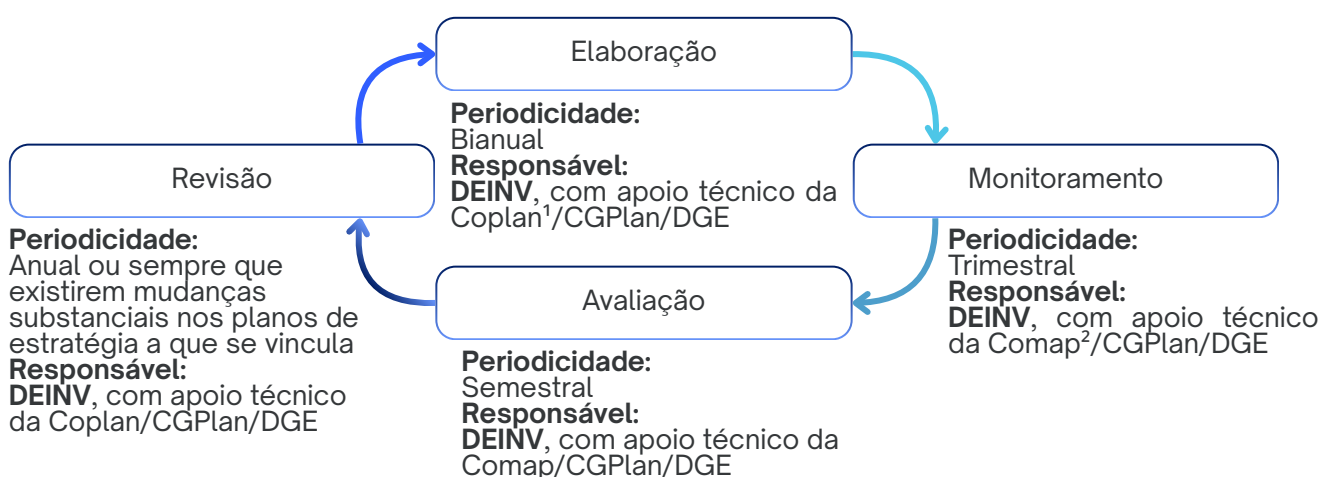 Elaboração
Periodicidade:
Bianual
Responsável:
DEINV, com apoio técnico da
Coplan¹/CGPlan/DGE
Monitoramento
Periodicidade:
Trimestral
Responsável:
DEINV, com apoio técnico
da Comap²/CGPlan/DGE
Avaliação
Periodicidade:
Semestral
Responsável:
DEINV, com apoio técnico da
Comap/CGPlan/DGE
Revisão
Periodicidade:
Anual ou sempre que
existirem mudanças
substanciais nos planos de
estratégia a que se vincula
Responsável:
DEINV, com apoio técnico
da Coplan/CGPlan/DGE